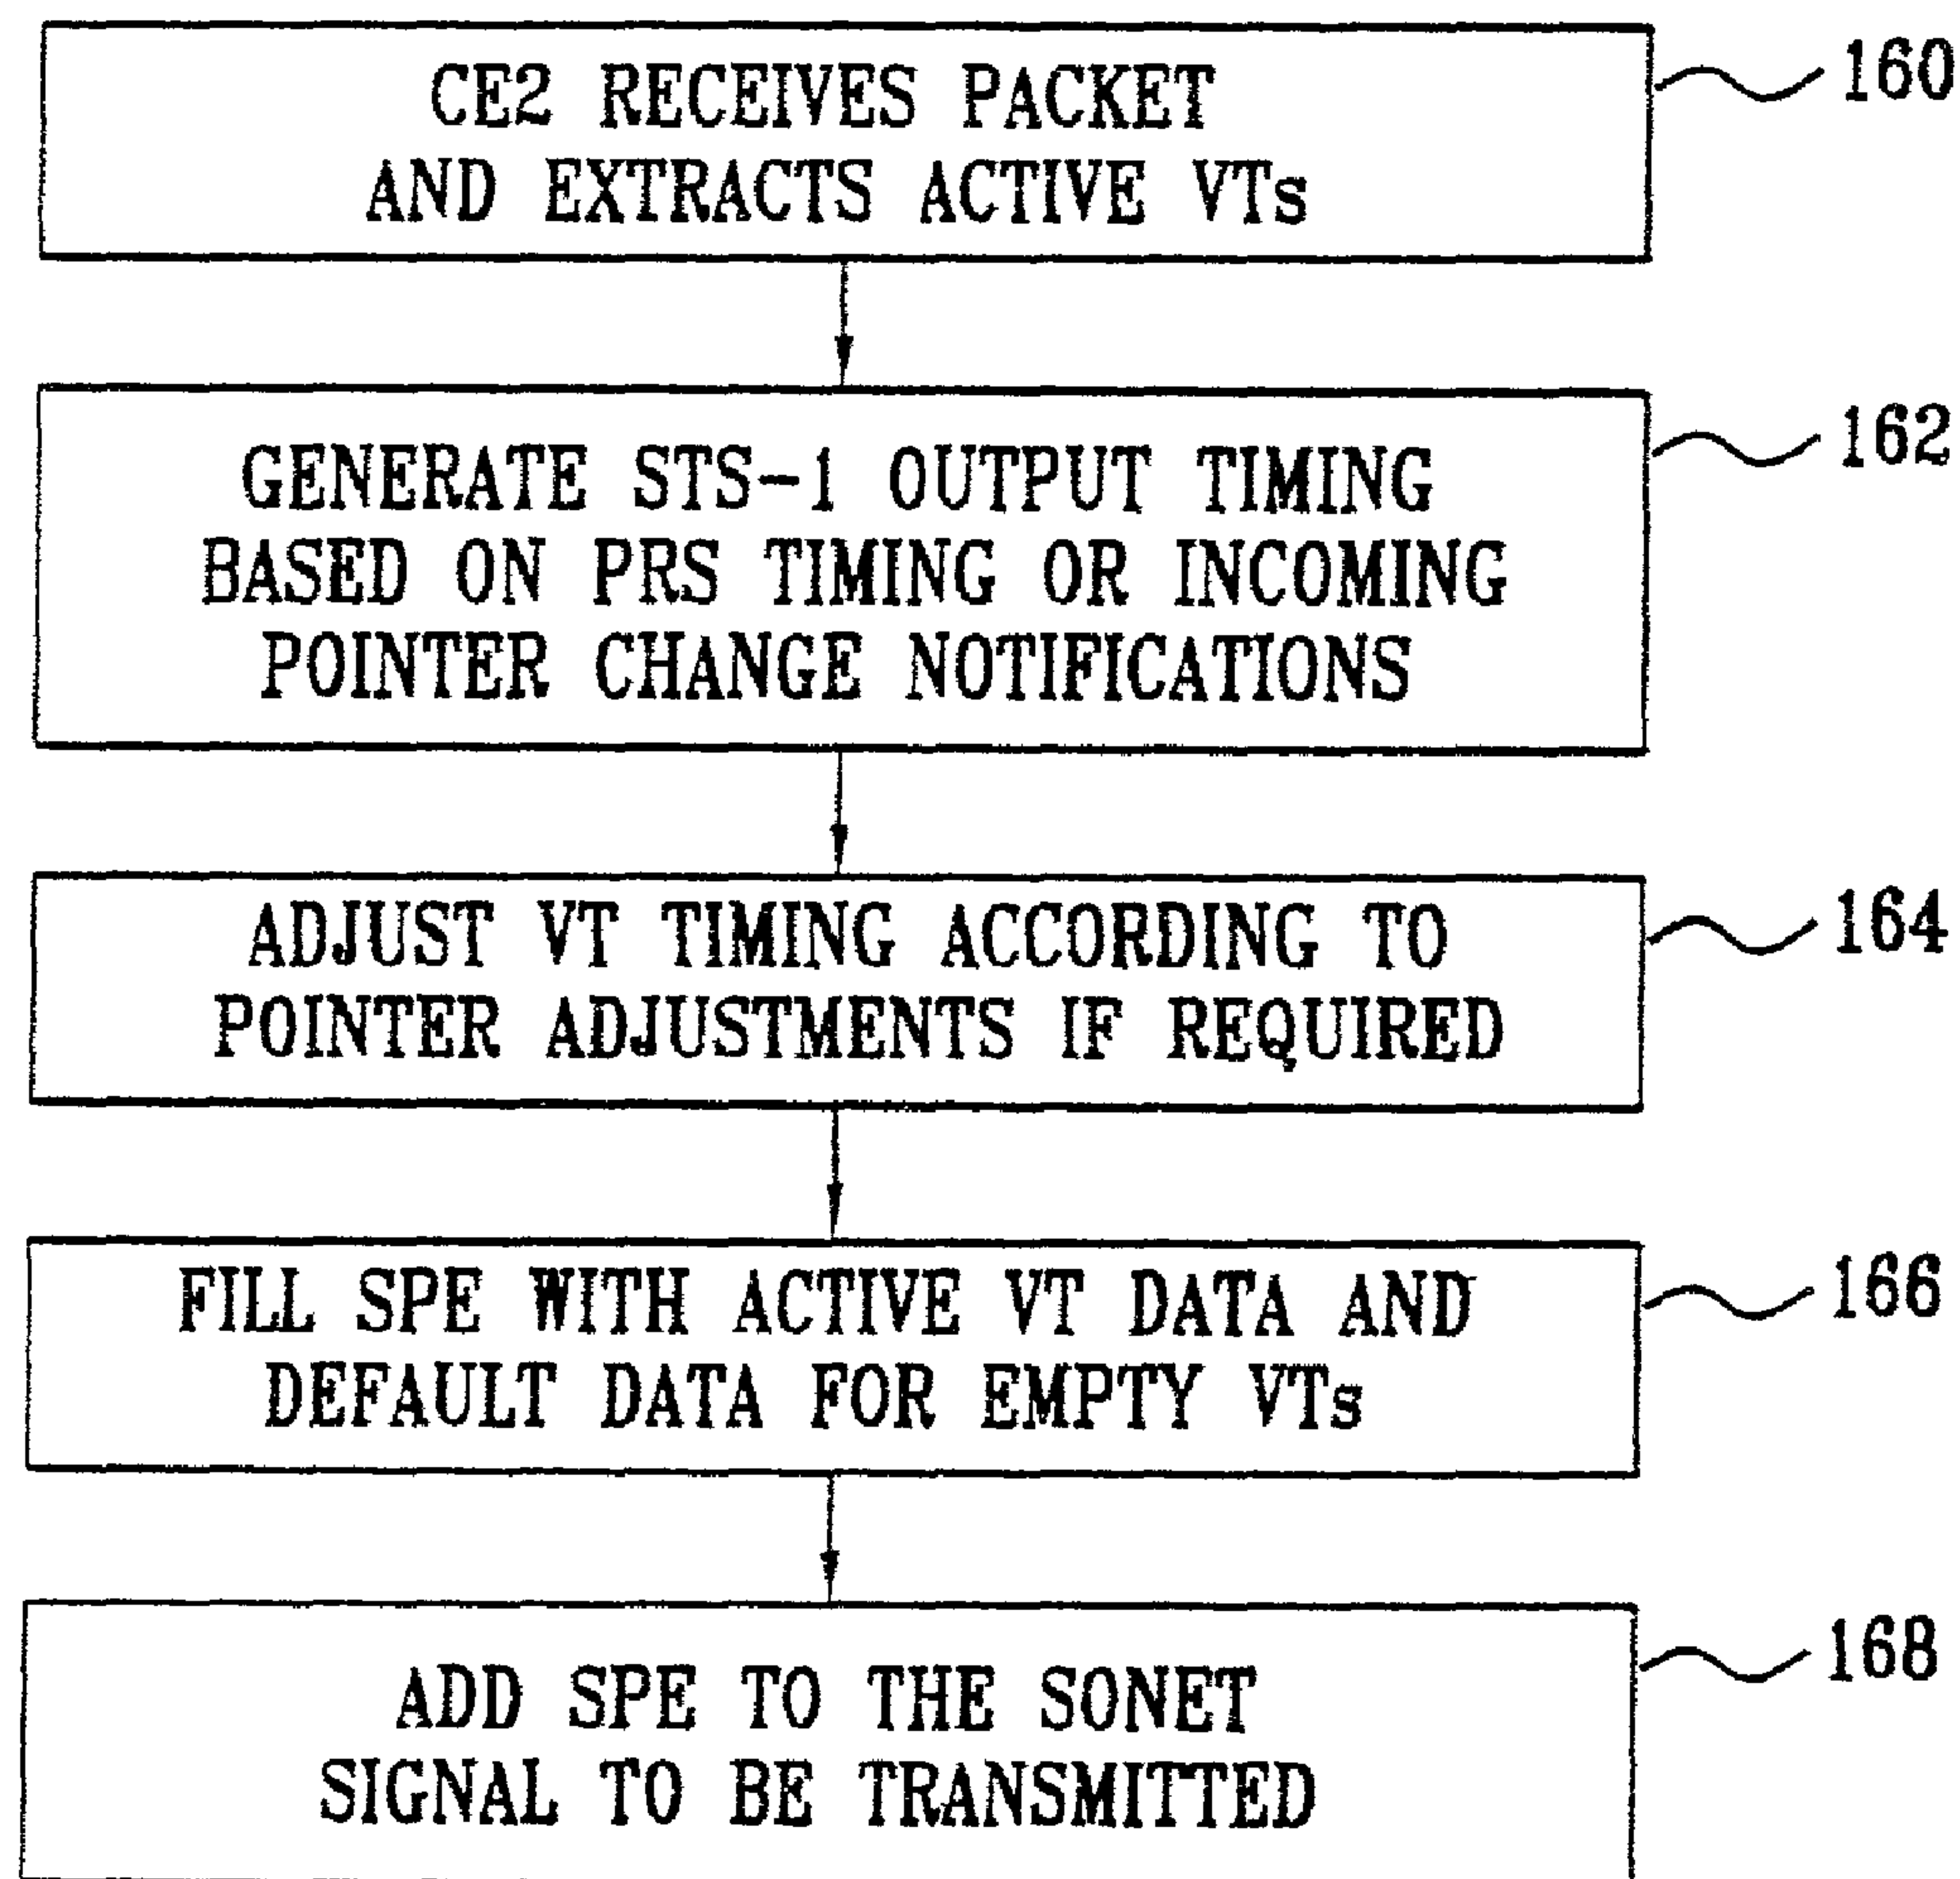 CE2 RECEIVES PACKET
AND EXTRACTS ACTIVE VTs
160
GENERATE STS-1 OUTPUT TIMING
BASED ON PRS TIMING OR INCOMING
POINTER CHANGE NOTIFICATIONS
162
ADJUST VT TIMING ACCORDING TO
POINTER ADJUSTMENTS IF REQUIRED
164
FILL SPE WITH ACTIVE VT DATA AND
DEFAULT DATA FOR EMPTY VTs
166
ADD SPE TO THE SONET
SIGNAL TO BE TRANSMITTED
168